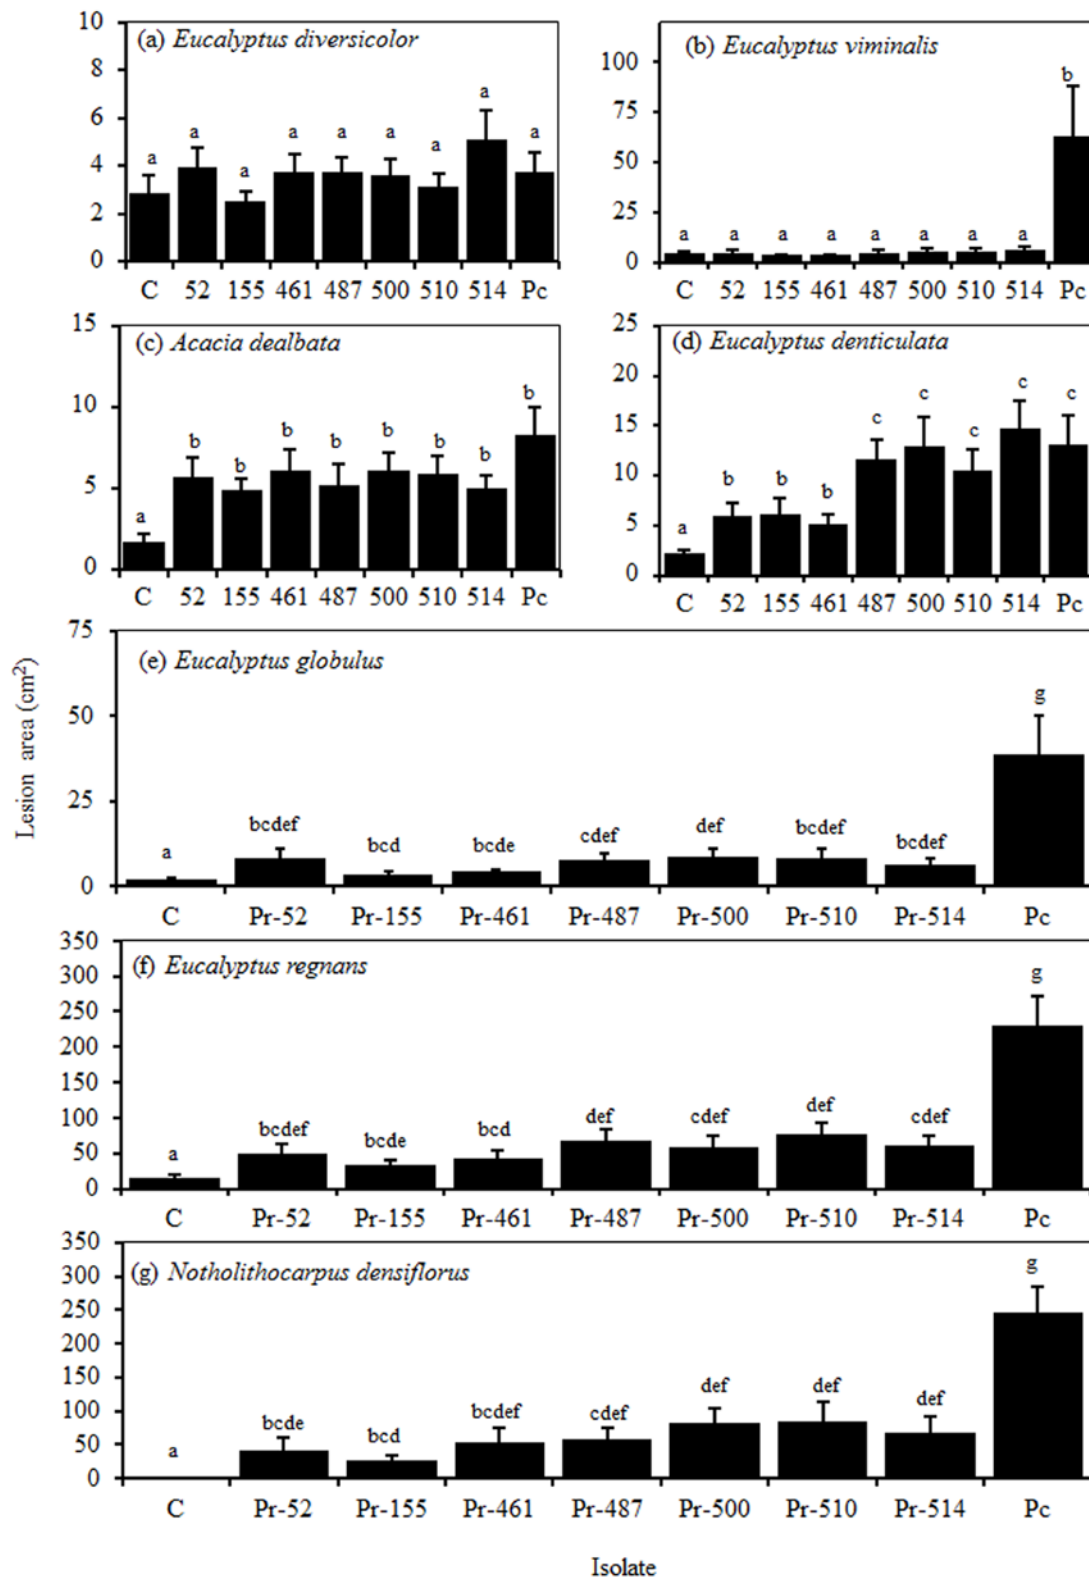 (a) Eucalyptus diversicolor
10
8
6
4
2
0
a a a a a a a a a
C 52 155 461 487 500 510 514 Pc
(b) Eucalyptus viminalis
100
75
50
25
0
a a a a a a a a b
C 52 155 461 487 500 510 514 Pc
(c) Acacia dealbata
15
10
5
0
a b b b b b b b b
C 52 155 461 487 500 510 514 Pc
(d) Eucalyptus denticulata
25
20
15
10
5
0
a b b b c c c c c
C 52 155 461 487 500 510 514 Pc
Lesion area (cm²)
(e) Eucalyptus globulus
75
50
25
0
a bcdef bcd bcde cdef def bcdef bcdef g
C Pr-52 Pr-155 Pr-461 Pr-487 Pr-500 Pr-510 Pr-514 Pc
(f) Eucalyptus regnans
350
300
250
200
150
100
50
0
a bcdef bcde bcd def cdef def cdef g
C Pr-52 Pr-155 Pr-461 Pr-487 Pr-500 Pr-510 Pr-514 Pc
(g) Notholithocarpus densiflorus
350
300
250
200
150
100
50
0
a bcde bcd bcdef cdef def def def g
C Pr-52 Pr-155 Pr-461 Pr-487 Pr-500 Pr-510 Pr-514 Pc
Isolate